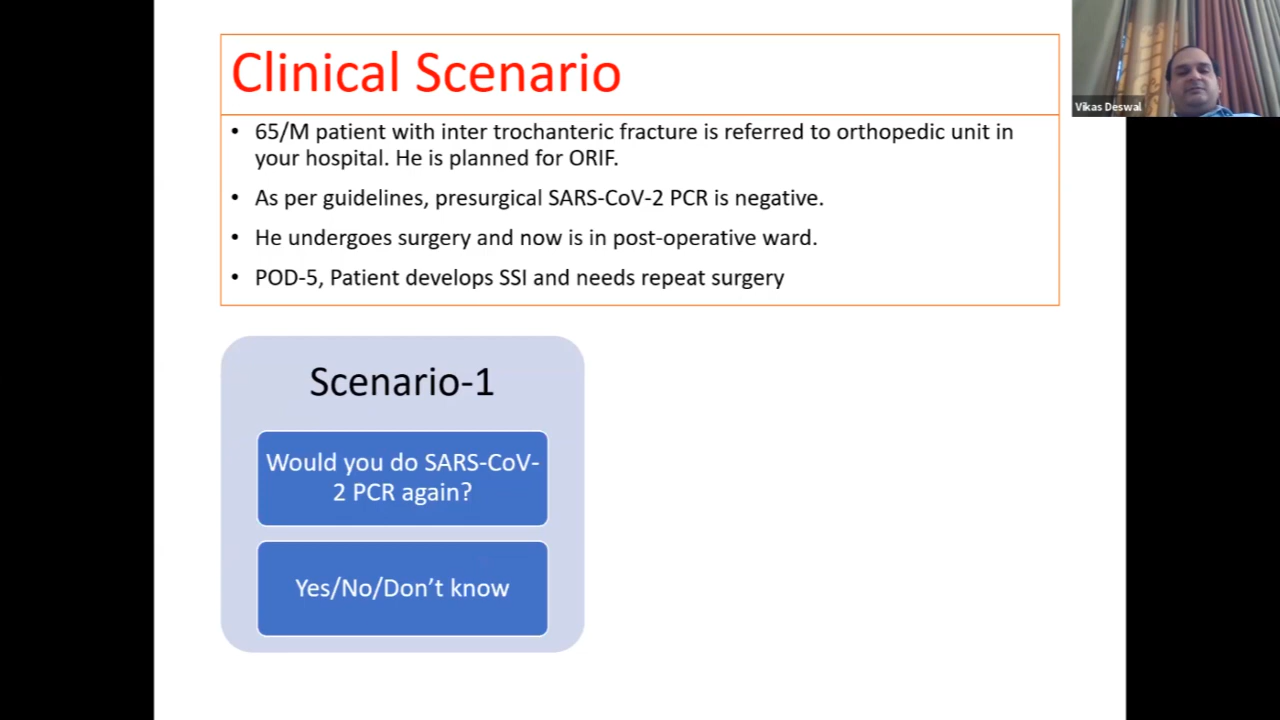 Clinical Scenario
Vikas Deswal
• 65/M patient with inter trochanteric fracture is referred to orthopedic unit in
your hospital. He is planned for ORIF.
• As per guidelines, presurgical SARS-CoV-2 PCR is negative.
• He undergoes surgery and now is in post-operative ward.
• POD-5, Patient develops SSI and needs repeat surgery
Scenario-1
Would you do SARS-CoV-
2 PCR again?
Yes/No/Don’t know